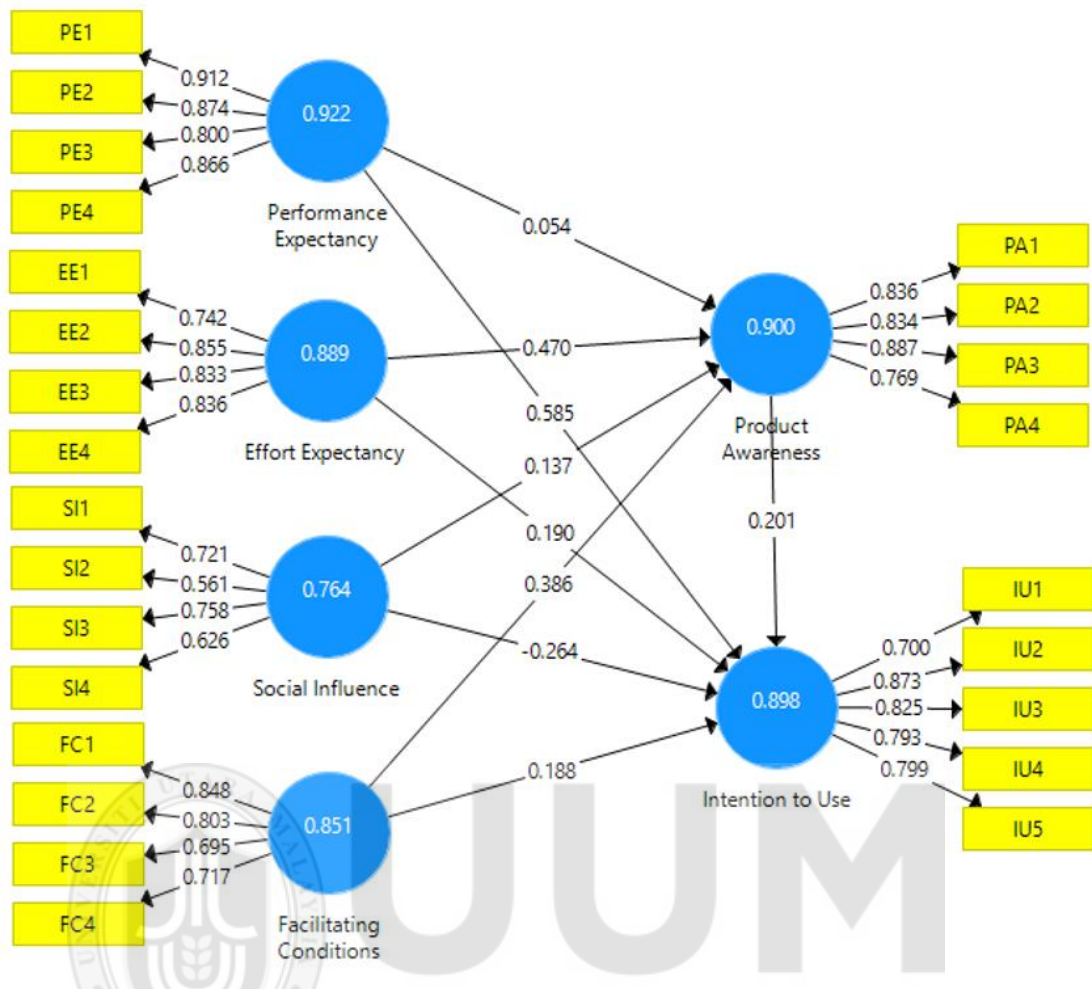 PE1
PE2
PE3
PE4
0.912
0.874
0.800
0.866
0.922
Performance
Expectancy
EE1
EE2
EE3
EE4
0.742
0.855
0.833
0.836
0.889
Effort Expectancy
SI1
SI2
SI3
SI4
0.721
0.561
0.758
0.626
0.764
Social Influence
FC1
FC2
FC3
FC4
0.848
0.803
0.695
0.717
0.851
Facilitating
Conditions
0.054
0.470
0.585
0.137
0.190
0.386
-0.264
0.188
0.900
Product
Awareness
0.836
0.834
0.887
0.769
PA1
PA2
PA3
PA4
0.201
0.898
Intention to Use
0.700
0.873
0.825
0.793
0.799
IU1
IU2
IU3
IU4
IU5
UNIVERSITI UTARA MALAY
UUM